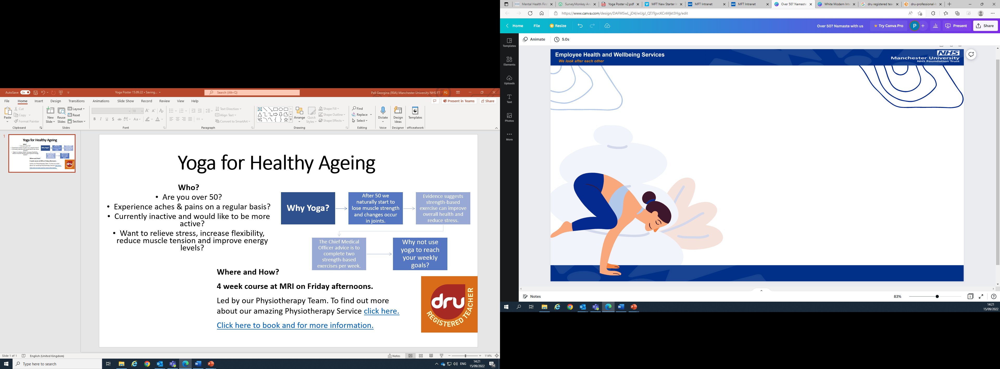 AutoSave On
Yoga Poster 15.09.22 • Saving...
Search (Alt+Q)
Pell Georgina (R0A) Manchester University NHS FT PG
File Home Insert Design Transitions Animations Slide Show Record Review View Help
Present in Teams Share
Paste
Cut
Copy
Format Painter
Clipboard
New Slide
Reuse Slides
Layout
Reset
Section
Slides
18
Font
Text Direction
Align Text
Convert to SmartArt
Paragraph
Arrange
Quick Styles
Shape Fill
Shape Outline
Shape Effects
Drawing
Find
Replace
Select
Editing
Dictate
Voice
Design Ideas
Designer
Templates
officeatwork
1
Yoga for Healthy Ageing
Who?
• Are you over 50?
• Experience aches & pains on a regular basis?
• Currently inactive and would like to be more
active?
• Want to relieve stress, increase flexibility,
reduce muscle tension and improve energy
levels?
Why Yoga?
After 50 we
naturally start to
lose muscle strength
and changes occur
in joints.
Evidence suggests
strength-based
exercise can improve
overall health and
reduce stress.
The Chief Medical
Officer advice is to
complete two
strength-based
exercises per week.
Why not use
yoga to reach
your weekly
goals?
Where and How?
4 week course at MRI on Friday afternoons.
Led by our Physiotherapy Team. To find out more
about our amazing Physiotherapy Service click here.
Click here to book and for more information.
dru
REGISTERED TEACHER
Slide 1 of 1
English (United Kingdom)
Notes
114%
Type here to search
ENG
14:21
15/09/2022
14
Mental Health First
SurveyMonkey An
Yoga Poster v2.pdf
MFT New Starter I
MFT Intranet
MFT Intranet
Over 50? Namaste
White Modern Int
dru registered tea
dru-professional-l
https://www.canva.com/design/DAFMSwL_jD4/wUgJ_QTJTgvcKCnMjkt3Hg/edit
Home File Resize
Over 50? Namaste with us
Try Canva Pro
P
Present
Share
Templates
Elements
Uploads
Text
Photos
More
Animate
5.0s
Employee Health and Wellbeing Services
We look after each other
NHS
Manchester University
NHS Foundation Trust
Notes
83%
1
14:21
15/09/2022